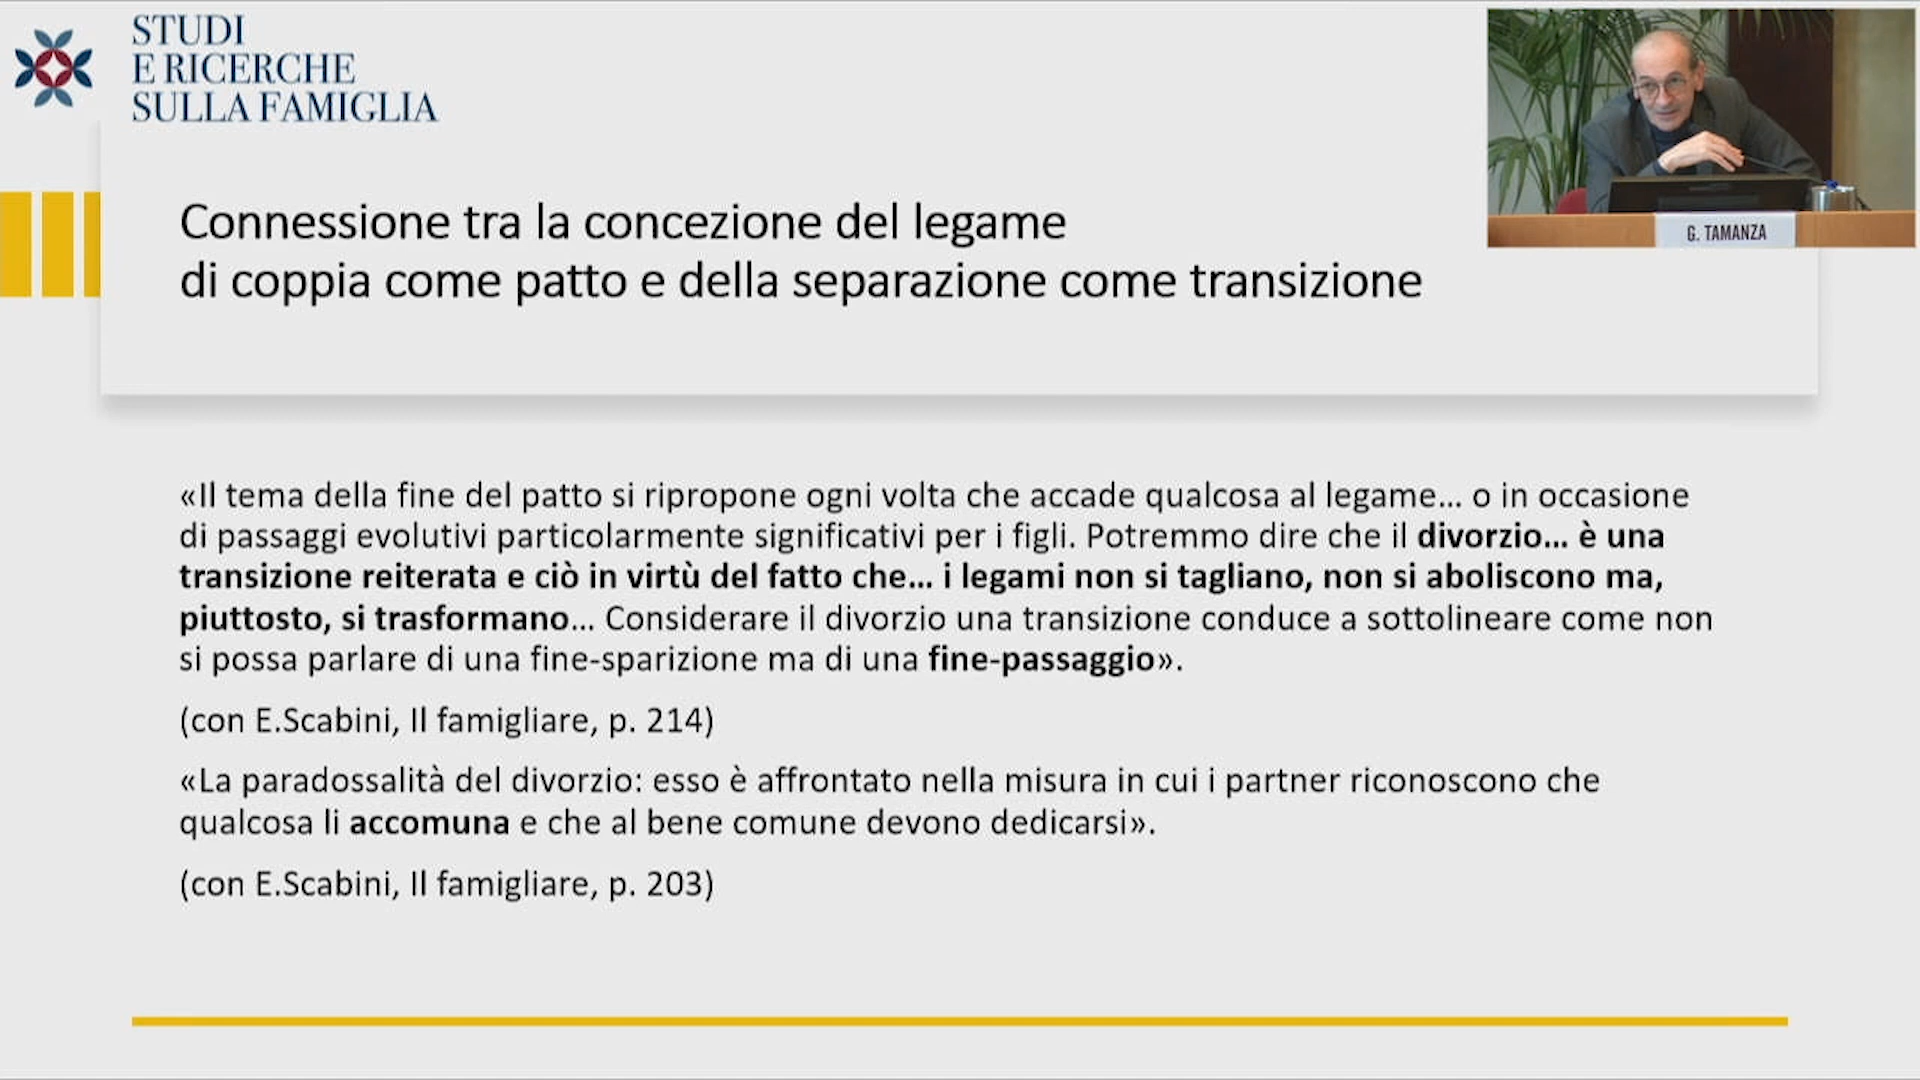 STUDI
E RICERCHE
SULLA FAMIGLIA
G. TAMANZA
Connessione tra la concezione del legame
di coppia come patto e della separazione come transizione
«Il tema della fine del patto si ripropone ogni volta che accade qualcosa al legame… o in occasione
di passaggi evolutivi particolarmente significativi per i figli. Potremmo dire che il divorzio… è una
transizione reiterata e ciò in virtù del fatto che… i legami non si tagliano, non si aboliscono ma,
piuttosto, si trasformano… Considerare il divorzio una transizione conduce a sottolineare come non
si possa parlare di una fine-sparizione ma di una fine-passaggio».
(con E.Scabini, Il famigliare, p. 214)
«La paradossalità del divorzio: esso è affrontato nella misura in cui i partner riconoscono che
qualcosa li accomuna e che al bene comune devono dedicarsi».
(con E.Scabini, Il famigliare, p. 203)